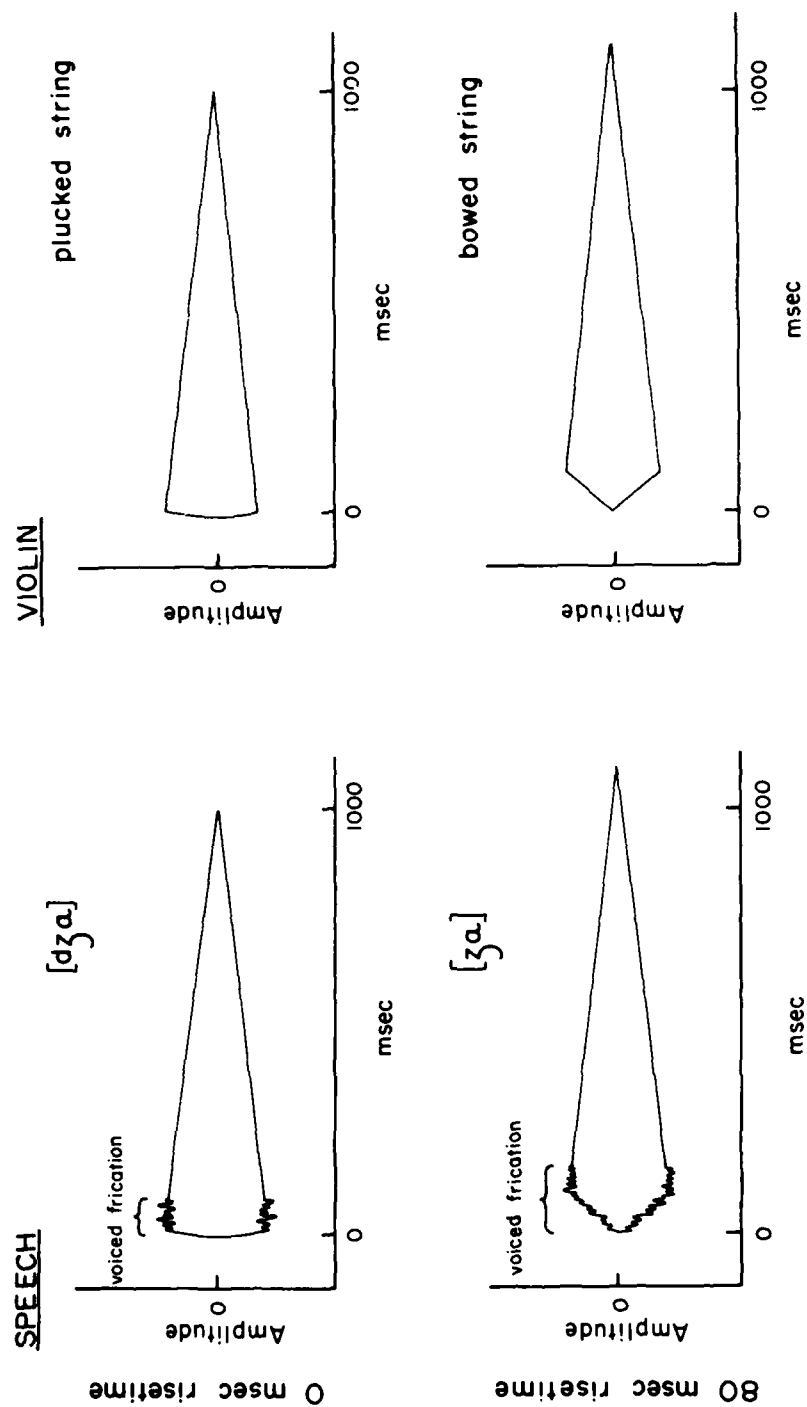 SPEECH
VIOLIN
0 msec risetime
Amplitude
0
voiced frication
[dʒa]
0
1000
msec
Amplitude
0
plucked string
0
1000
msec
80 msec risetime
Amplitude
0
voiced frication
[ʒa]
0
1000
msec
Amplitude
0
bowed string
0
1000
msec